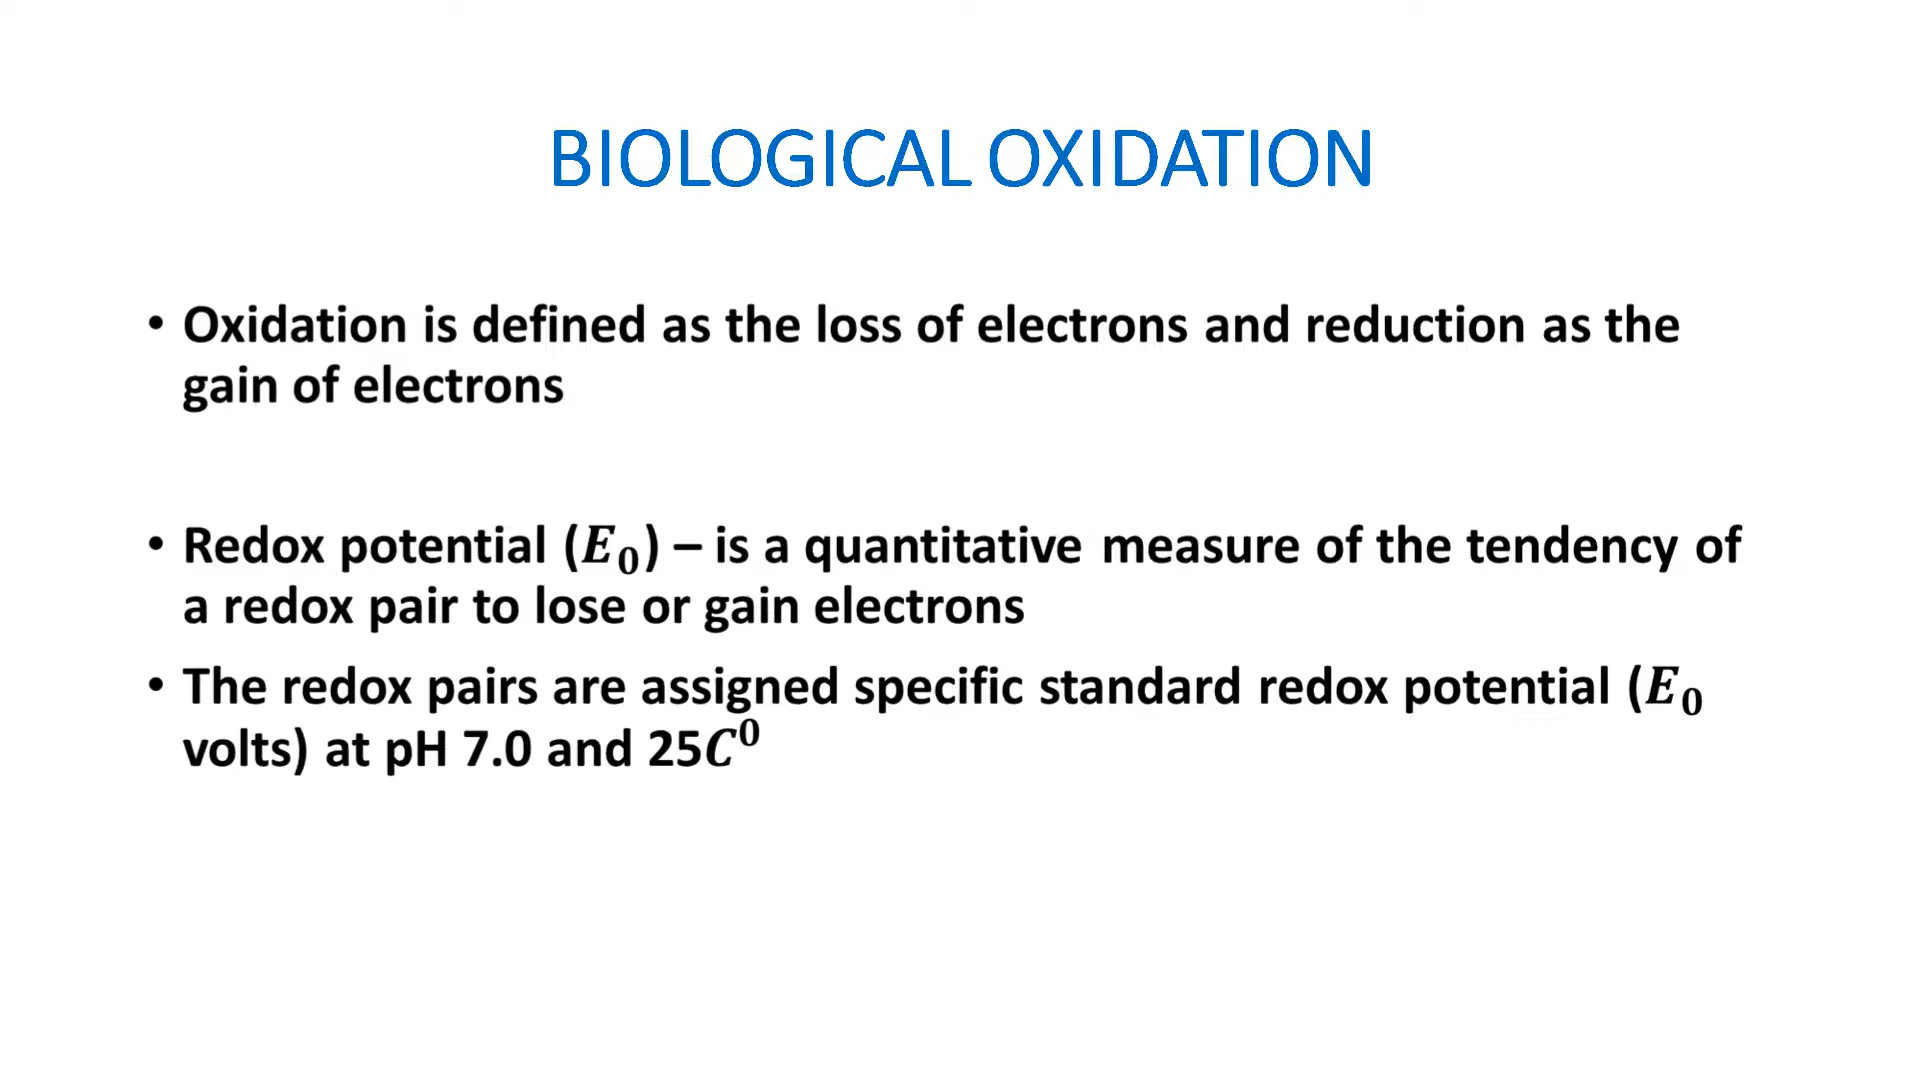 BIOLOGICAL OXIDATION
• Oxidation is defined as the loss of electrons and reduction as the
gain of electrons
• Redox potential (E₀) – is a quantitative measure of the tendency of
a redox pair to lose or gain electrons
• The redox pairs are assigned specific standard redox potential (E₀
volts) at pH 7.0 and 25C⁰